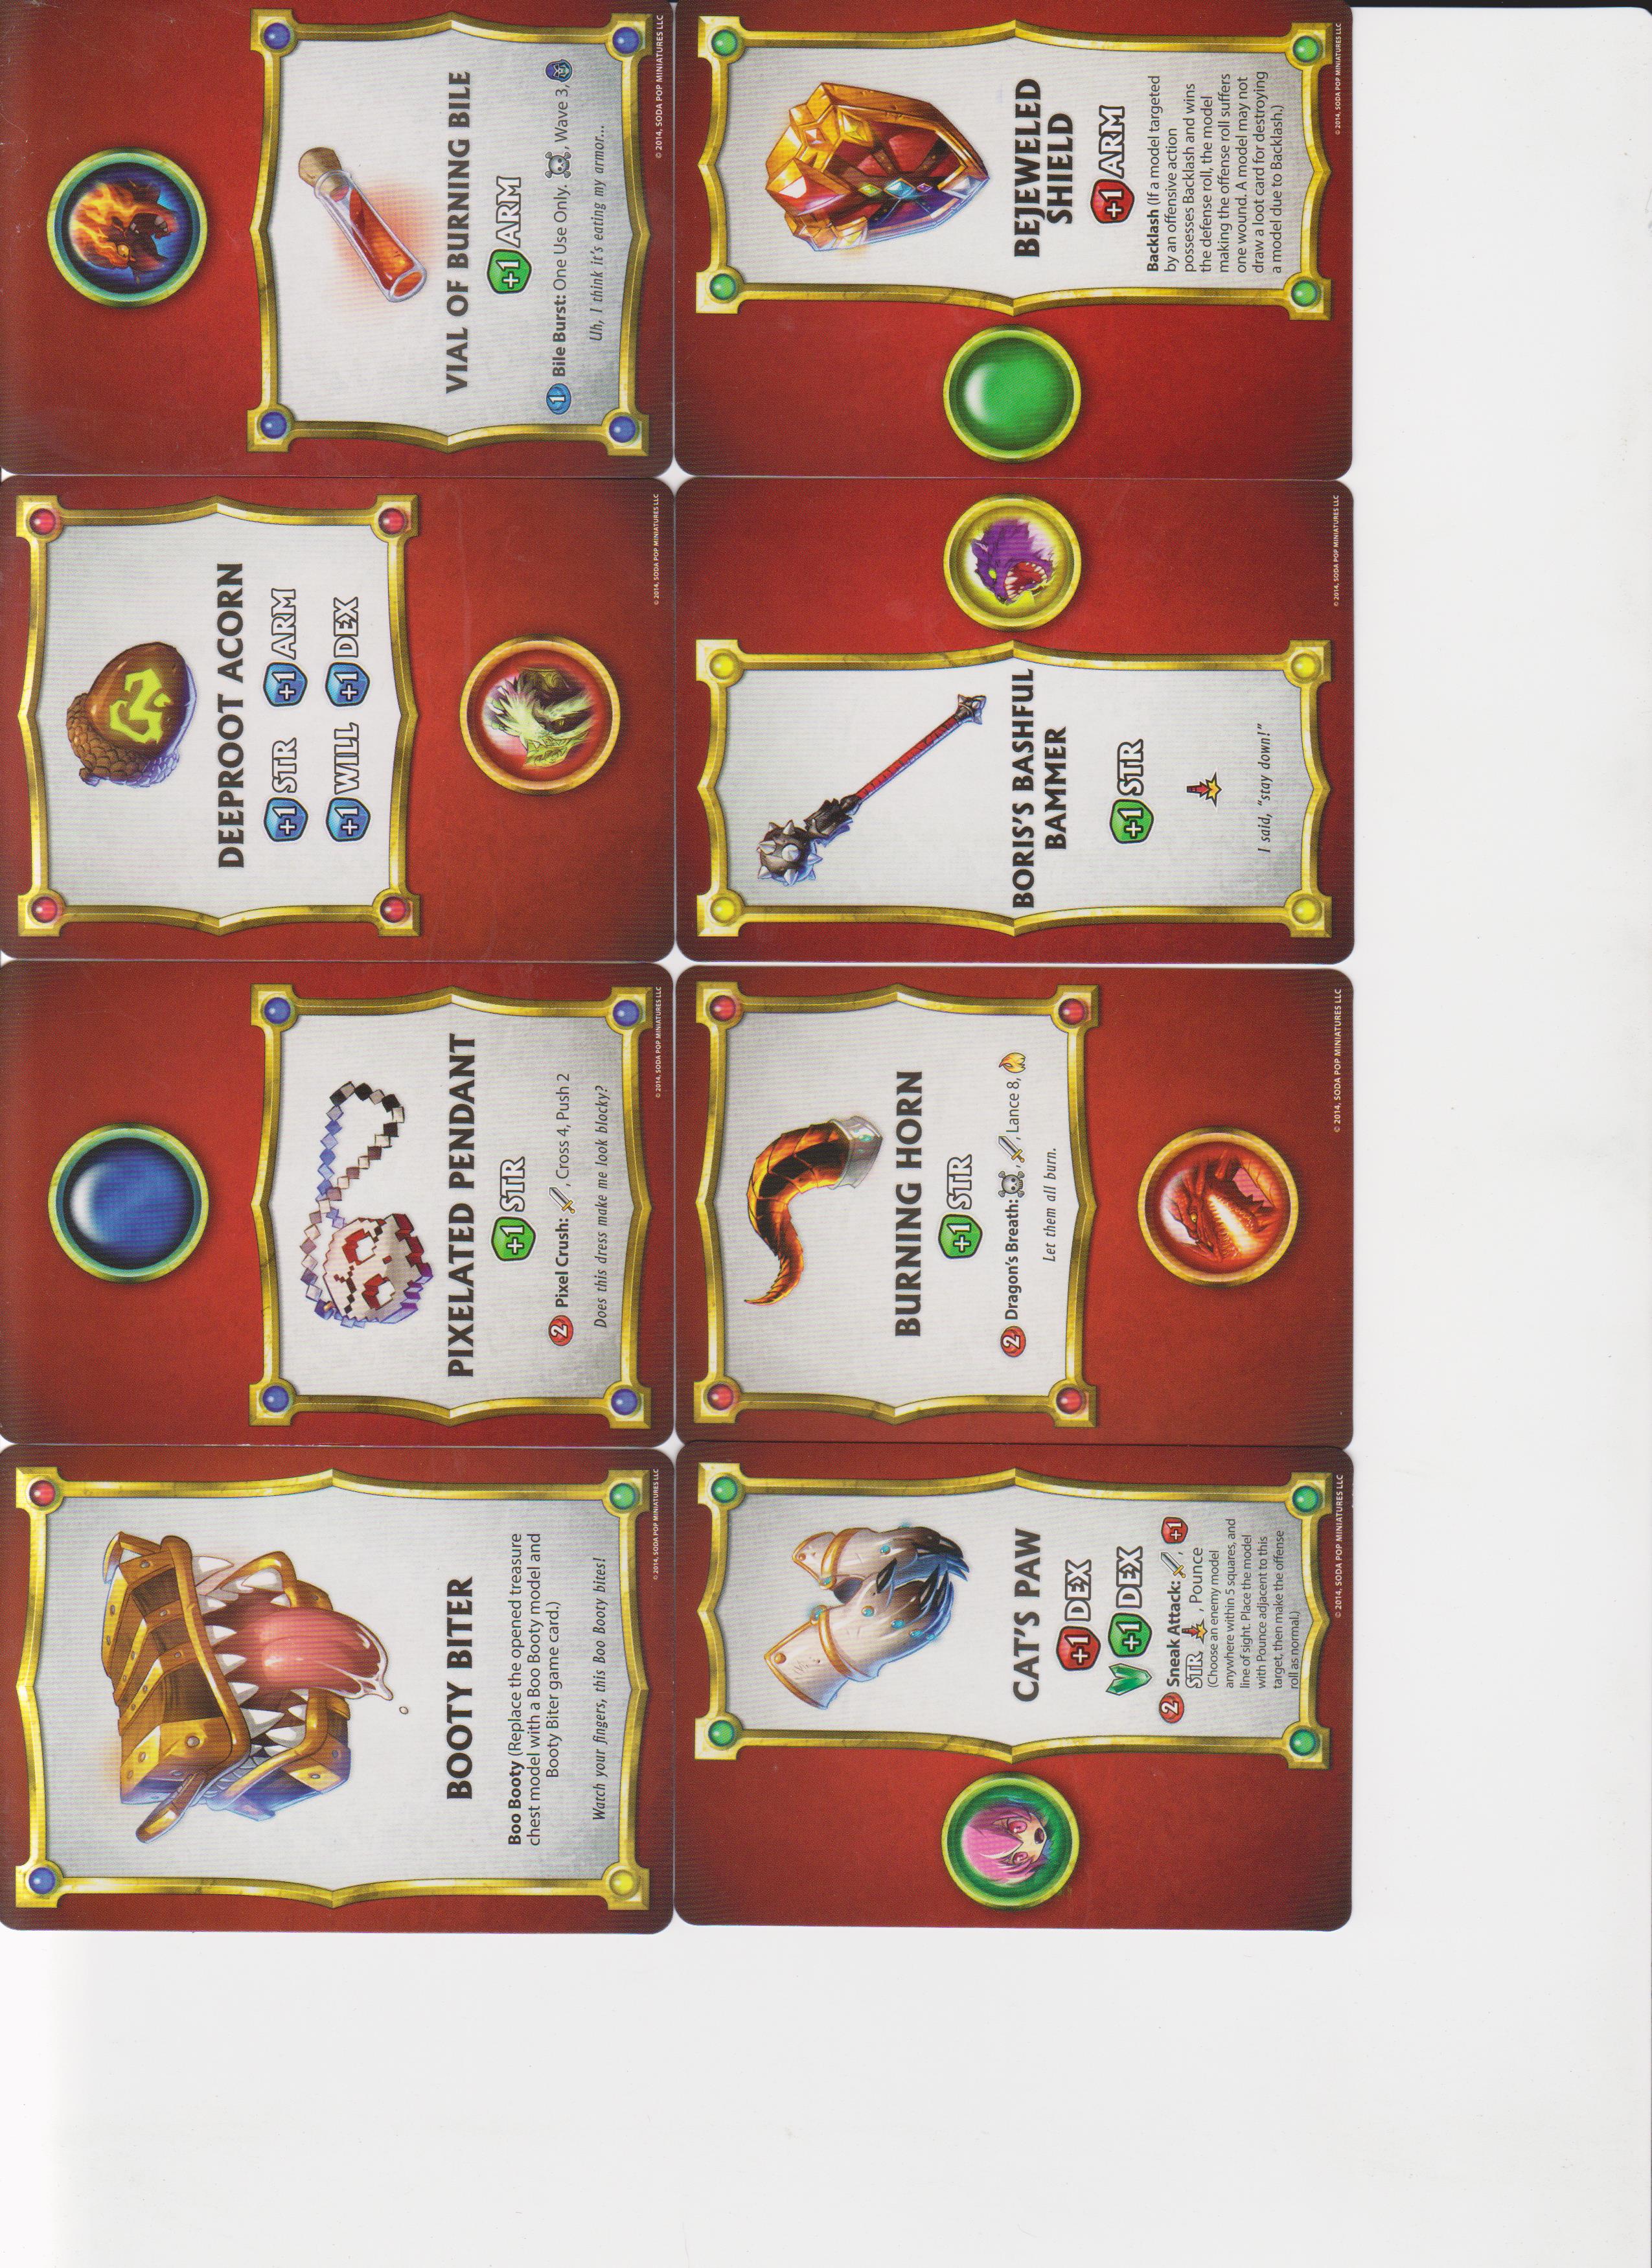 BOOTY BITER
Boo Booty (Replace the opened treasure
chest model with a Boo Booty model and
Booty Biter game card.)
Watch your fingers, this Boo Booty bites!
© 2014, SODA POP MINIATURES LLC
PIXELATED PENDANT
+1 STR
2 Pixel Crush: , Cross 4, Push 2
Does this dress make me look blocky?
© 2014, SODA POP MINIATURES LLC
DEEPROOT ACORN
+1 STR +1 ARM
+1 WILL +1 DEX
© 2014, SODA POP MINIATURES LLC
VIAL OF BURNING BILE
+1 ARM
1 Bile Burst: One Use Only. , Wave 3,
Uh, I think it's eating my armor...
© 2014, SODA POP MINIATURES LLC
CAT'S PAW
+1 DEX
+1 DEX
2 Sneak Attack: , +1
STR , Pounce
(Choose an enemy model
anywhere within 5 squares, and
line of sight. Place the model
with Pounce adjacent to this
target, then make the offense
roll as normal.)
© 2014, SODA POP MINIATURES LLC
BURNING HORN
+1 STR
2 Dragon's Breath: , , Lance 8,
Let them all burn.
© 2014, SODA POP MINIATURES LLC
BORIS'S BASHFUL
BAMMER
+1 STR
I said, "stay down!"
© 2014, SODA POP MINIATURES LLC
BEJEWELED
SHIELD
+1 ARM
Backlash (If a model targeted
by an offensive action
possesses Backlash and wins
the defense roll, the model
making the offense roll suffers
one wound. A model may not
draw a loot card for destroying
a model due to Backlash.)
© 2014, SODA POP MINIATURES LLC